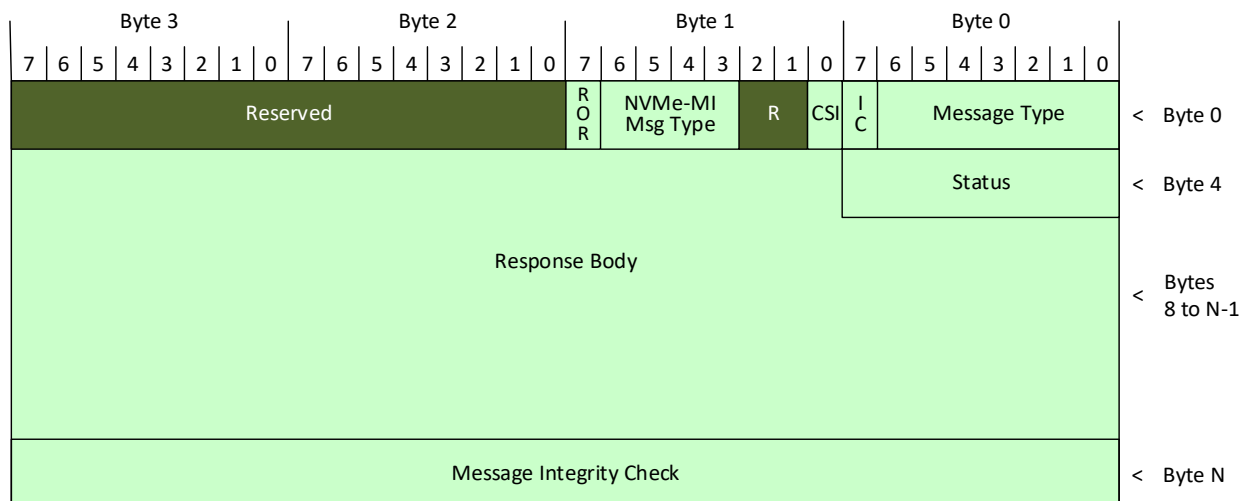 Byte 3 Byte 2 Byte 1 Byte 0
7 6 5 4 3 2 1 0 7 6 5 4 3 2 1 0 7 6 5 4 3 2 1 0 7 6 5 4 3 2 1 0
Reserved
R
O
R
NVMe-MI
Msg Type
R
CSI
I
C
Message Type
< Byte 0
Status
< Byte 4
Response Body
< Bytes
8 to N-1
Message Integrity Check
< Byte N